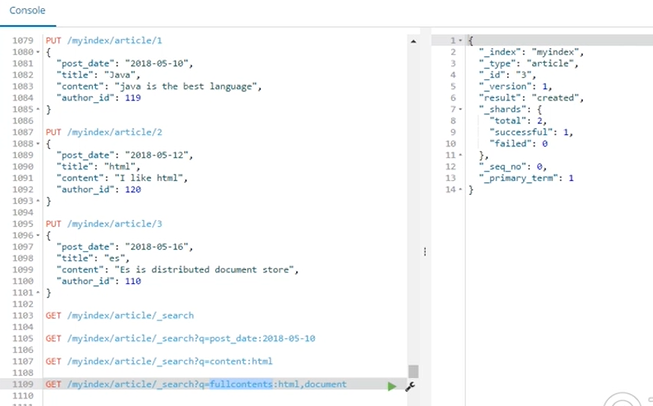 Console
1079 PUT /myindex/article/1
1080 {
1081 "post_date": "2018-05-10",
1082 "title": "Java",
1083 "content": "java is the best language",
1084 "author_id": 119
1085 }
1086
1087 PUT /myindex/article/2
1088 {
1089 "post_date": "2018-05-12",
1090 "title": "html",
1091 "content": "I like html",
1092 "author_id": 120
1093 }
1094
1095 PUT /myindex/article/3
1096 {
1097 "post_date": "2018-05-16",
1098 "title": "es",
1099 "content": "Es is distributed document store",
1100 "author_id": 110
1101 }
1102
1103 GET /myindex/article/_search
1104
1105 GET /myindex/article/_search?q=post_date:2018-05-10
1106
1107 GET /myindex/article/_search?q=content:html
1108
1109 GET /myindex/article/_search?q=fullcontents:html,document
1110
1 {
2 "_index": "myindex",
3 "_type": "article",
4 "_id": "3",
5 "_version": 1,
6 "result": "created",
7 "_shards": {
8 "total": 2,
9 "successful": 1,
10 "failed": 0
11 },
12 "_seq_no": 0,
13 "_primary_term": 1
14 }